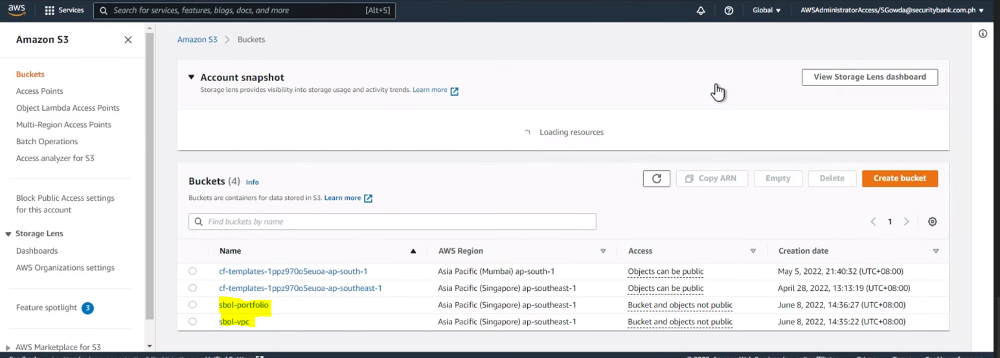 aws
Services
Search for services, features, blogs, docs, and more [Alt+S]
Global
AWSAdministratorAccess/SGowda@securitybank.com.ph
Amazon S3
Buckets
Access Points
Object Lambda Access Points
Multi-Region Access Points
Batch Operations
Access analyzer for S3
Block Public Access settings
for this account
Storage Lens
Dashboards
AWS Organizations settings
Feature spotlight 3
AWS Marketplace for S3
Amazon S3 > Buckets
Account snapshot
View Storage Lens dashboard
Storage lens provides visibility into storage usage and activity trends. Learn more
Loading resources
Buckets (4) Info
Copy ARN Empty Delete Create bucket
Buckets are containers for data stored in S3. Learn more
Find buckets by name
1
Name AWS Region Access Creation date
cf-templates-1ppz970o5euoa-ap-south-1 Asia Pacific (Mumbai) ap-south-1 Objects can be public May 5, 2022, 21:40:32 (UTC+08:00)
cf-templates-1ppz970o5euoa-ap-southeast-1 Asia Pacific (Singapore) ap-southeast-1 Objects can be public April 28, 2022, 13:13:19 (UTC+08:00)
sbol-portfolio Asia Pacific (Singapore) ap-southeast-1 Bucket and objects not public June 8, 2022, 14:36:27 (UTC+08:00)
sbol-vpc Asia Pacific (Singapore) ap-southeast-1 Bucket and objects not public June 8, 2022, 14:35:22 (UTC+08:00)